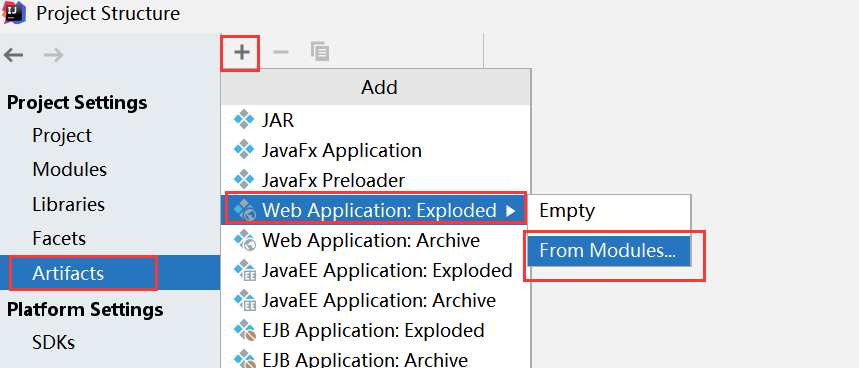 Project Structure
Project Settings
Project
Modules
Libraries
Facets
Artifacts
Platform Settings
SDKs
Add
JAR
JavaFx Application
JavaFx Preloader
Web Application: Exploded
Web Application: Archive
JavaEE Application: Exploded
JavaEE Application: Archive
EJB Application: Exploded
EJB Application: Archive
Empty
From Modules...